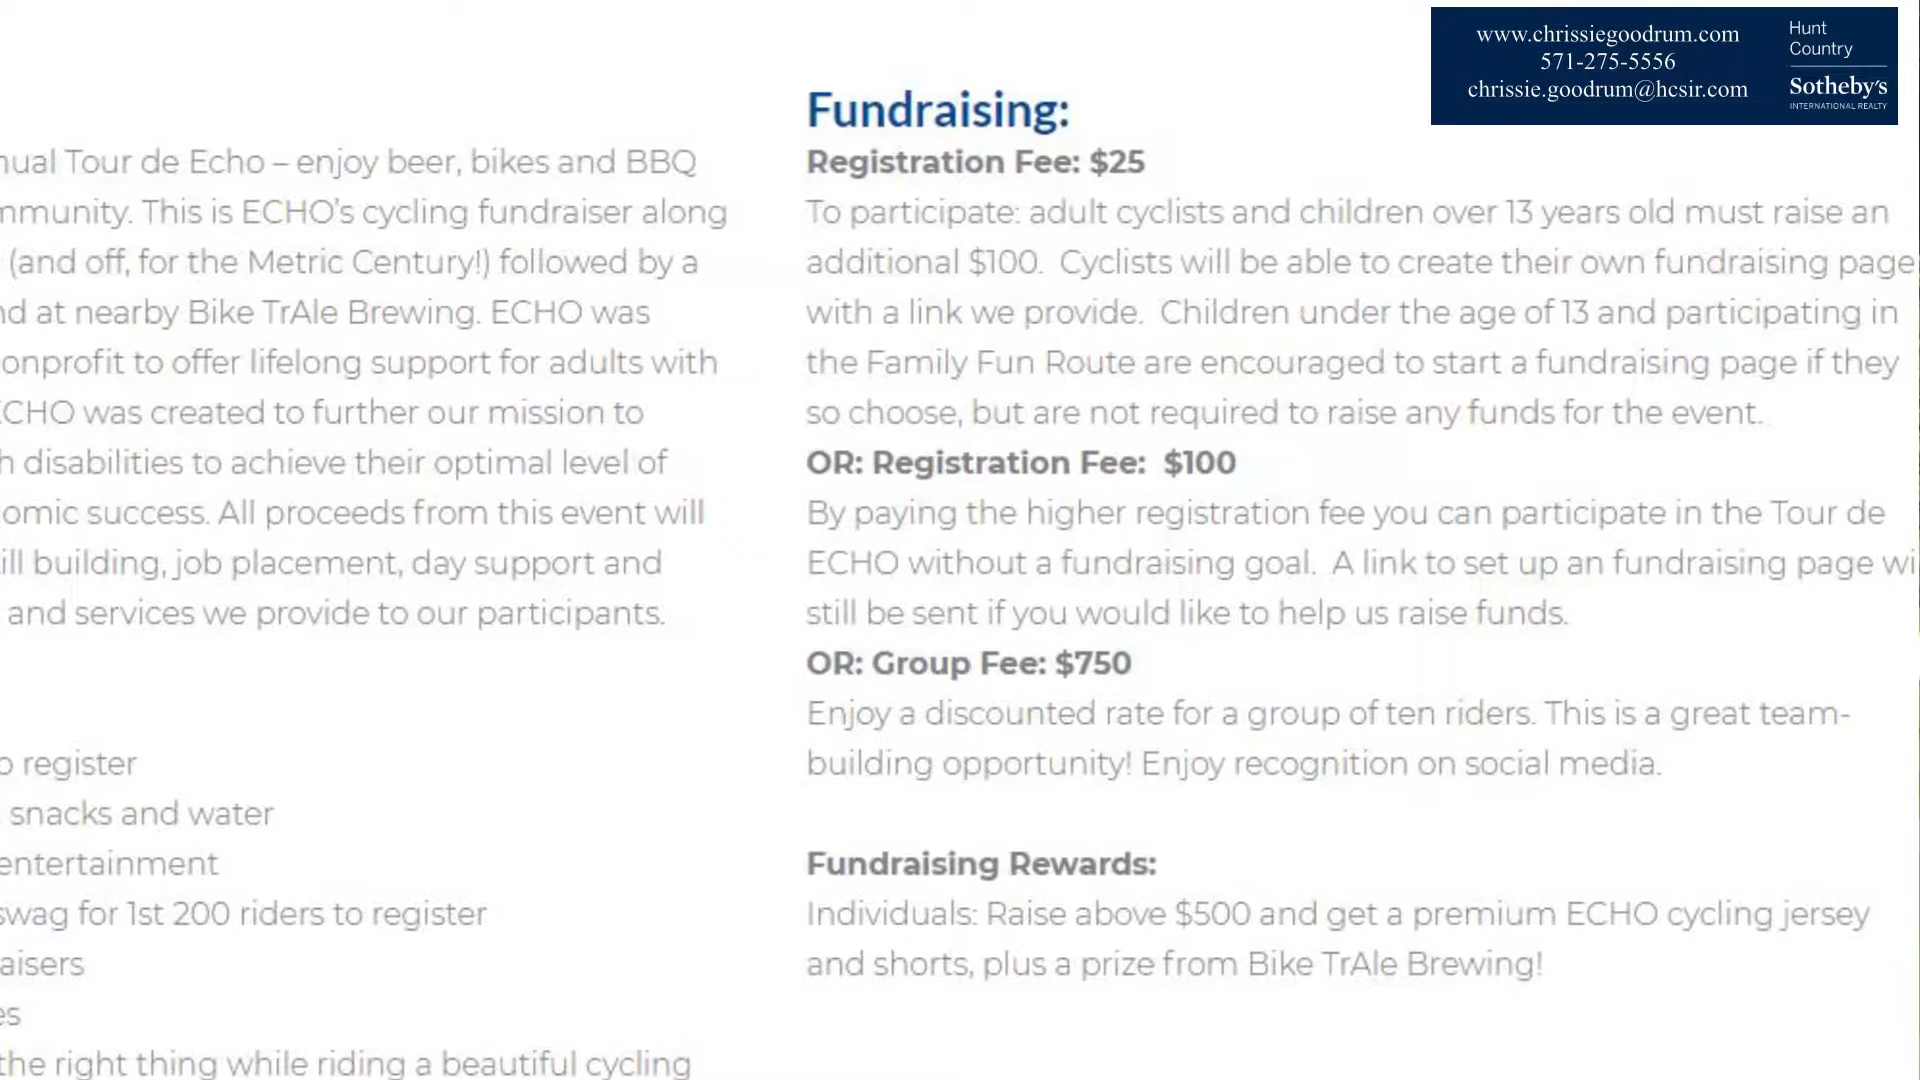 www.chrissiegoodrum.com
571-275-5556
chrissie.goodrum@hcsir.com
Hunt
Country
Sotheby's
INTERNATIONAL REALTY
Tour de Echo – enjoy beer, bikes and BBQ
This is ECHO's cycling fundraiser along
(and off, for the Metric Century!) followed by a
at nearby Bike TrAle Brewing. ECHO was
to offer lifelong support for adults with
was created to further our mission to
disabilities to achieve their optimal level of
success. All proceeds from this event will
building, job placement, day support and
and services we provide to our participants.
register
snacks and water
entertainment
swag for 1st 200 riders to register
the right thing while riding a beautiful cycling
Fundraising:
Registration Fee: $25
To participate: adult cyclists and children over 13 years old must raise an
additional $100. Cyclists will be able to create their own fundraising page
with a link we provide. Children under the age of 13 and participating in
the Family Fun Route are encouraged to start a fundraising page if they
so choose, but are not required to raise any funds for the event.
OR: Registration Fee: $100
By paying the higher registration fee you can participate in the Tour de
ECHO without a fundraising goal. A link to set up an fundraising page
still be sent if you would like to help us raise funds.
OR: Group Fee: $750
Enjoy a discounted rate for a group of ten riders. This is a great team-
building opportunity! Enjoy recognition on social media.
Fundraising Rewards:
Individuals: Raise above $500 and get a premium ECHO cycling jersey
and shorts, plus a prize from Bike TrAle Brewing!